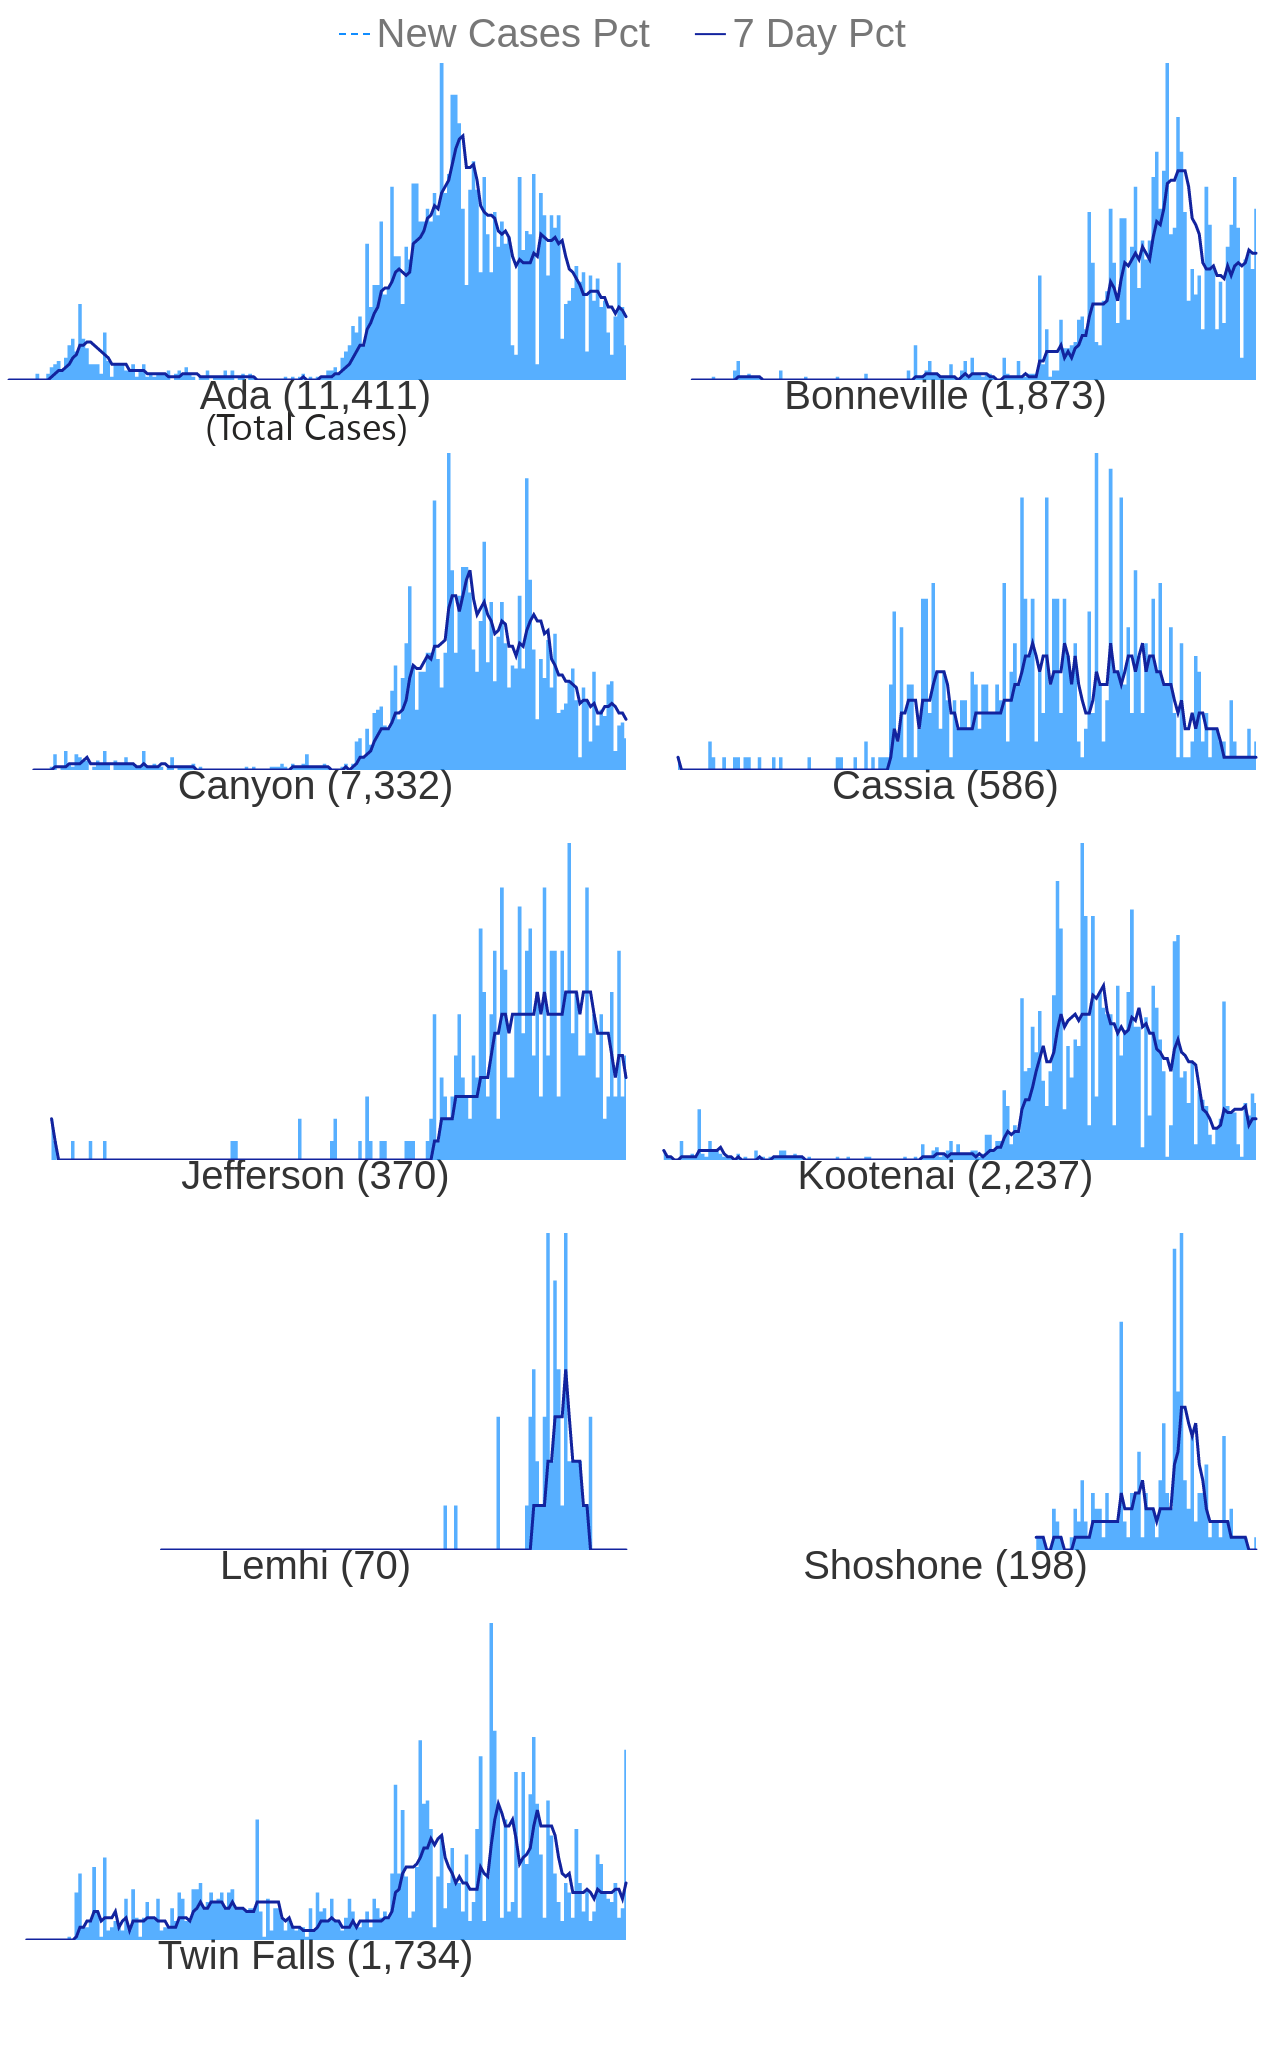 New Cases Pct 7 Day Pct
Ada (11,411) Bonneville (1,873)
(Total Cases)
Canyon (7,332) Cassia (586)
Jefferson (370) Kootenai (2,237)
Lemhi (70) Shoshone (198)
Twin Falls (1,734)